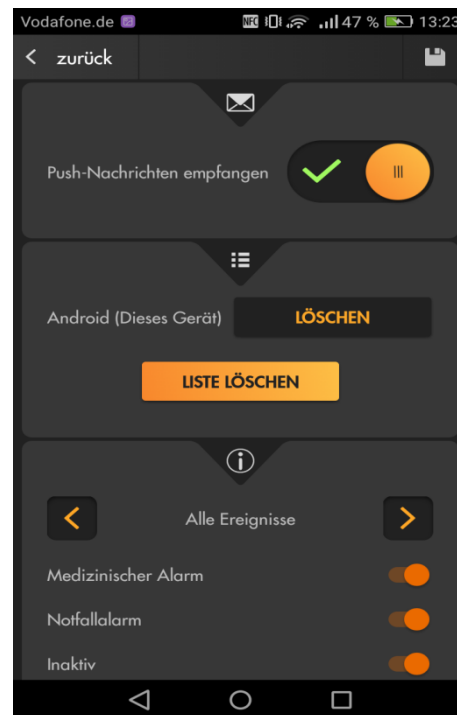 Vodafone.de 47 % 13:23
zurück
Push-Nachrichten empfangen
Android (Dieses Gerät) LÖSCHEN
LISTE LÖSCHEN
Alle Ereignisse
Medizinischer Alarm
Notfallalarm
Inaktiv